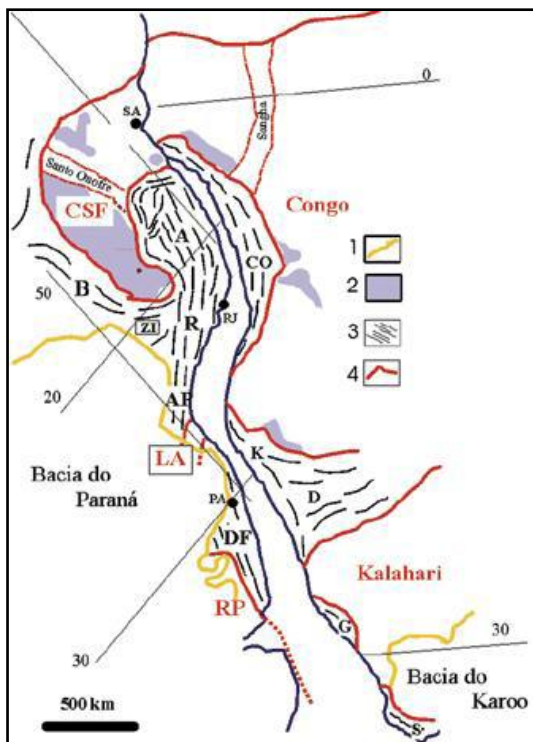 0
SA
Sangha
Santo Onofre
CSF
Congo
A
CO
1
2
3
4
B
50
ZI
R
RJ
20
AP
LA
K
Bacia do
Paraná
PA
D
DF
Kalahari
RP
G
30
30
Bacia do
Karoo
500 km
S